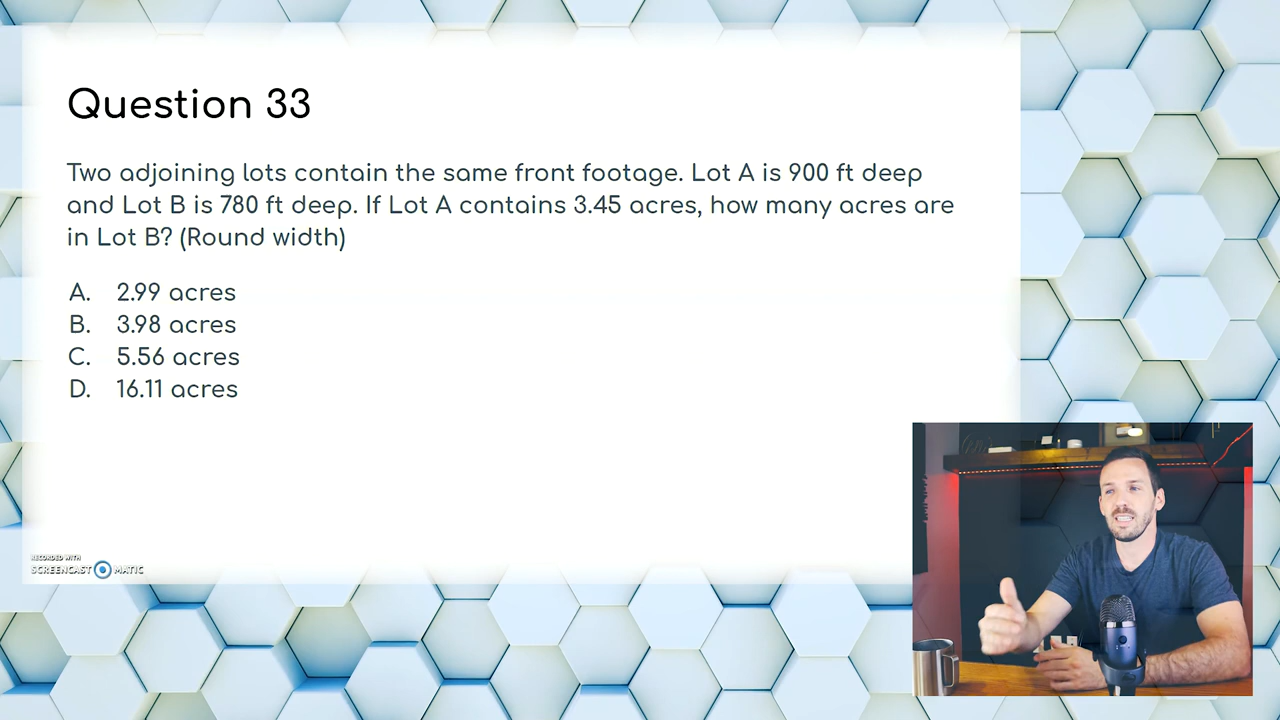 Question 33
Two adjoining lots contain the same front footage. Lot A is 900 ft deep
and Lot B is 780 ft deep. If Lot A contains 3.45 acres, how many acres are
in Lot B? (Round width)
A. 2.99 acres
B. 3.98 acres
C. 5.56 acres
D. 16.11 acres
RECORDED WITH
SCREENCAST MATIC